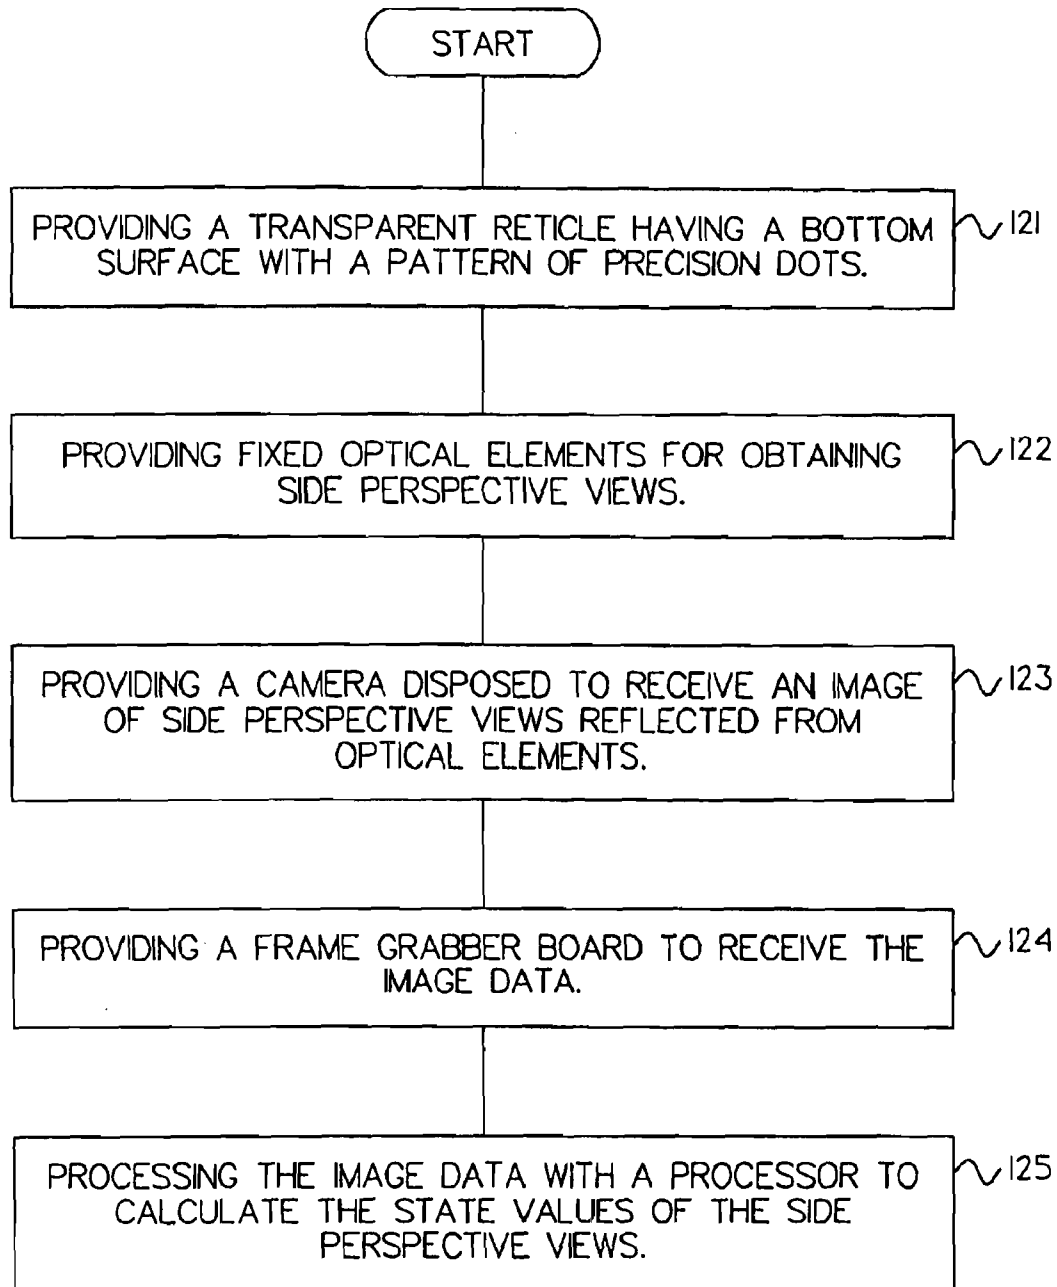 START
PROVIDING A TRANSPARENT RETICLE HAVING A BOTTOM
SURFACE WITH A PATTERN OF PRECISION DOTS.
121
PROVIDING FIXED OPTICAL ELEMENTS FOR OBTAINING
SIDE PERSPECTIVE VIEWS.
122
PROVIDING A CAMERA DISPOSED TO RECEIVE AN IMAGE
OF SIDE PERSPECTIVE VIEWS REFLECTED FROM
OPTICAL ELEMENTS.
123
PROVIDING A FRAME GRABBER BOARD TO RECEIVE THE
IMAGE DATA.
124
PROCESSING THE IMAGE DATA WITH A PROCESSOR TO
CALCULATE THE STATE VALUES OF THE SIDE
PERSPECTIVE VIEWS.
125